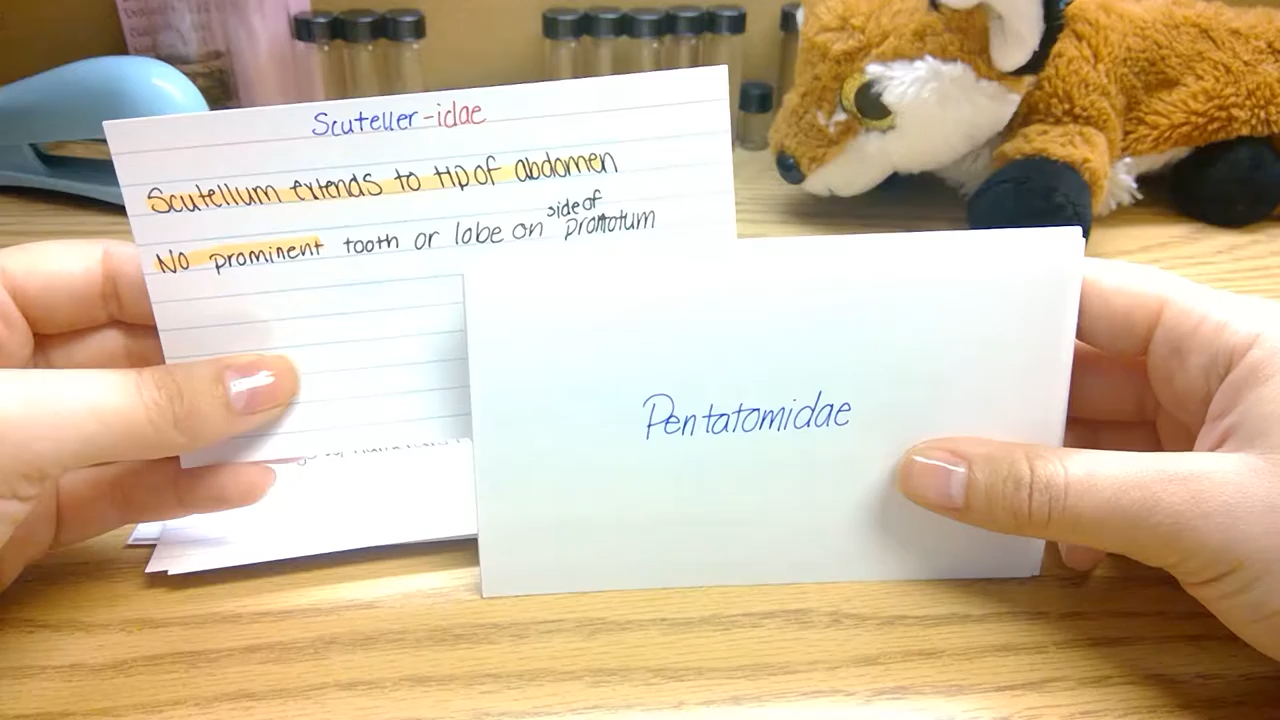 Scuteller-idae
Scutellum extends to tip of abdomen
No prominent tooth or lobe on side of pronotum
Pentatomidae